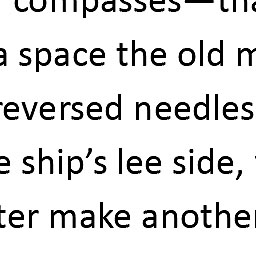 compasses—tha
a space the old m
reversed needles
e ship’s lee side,
ter make another